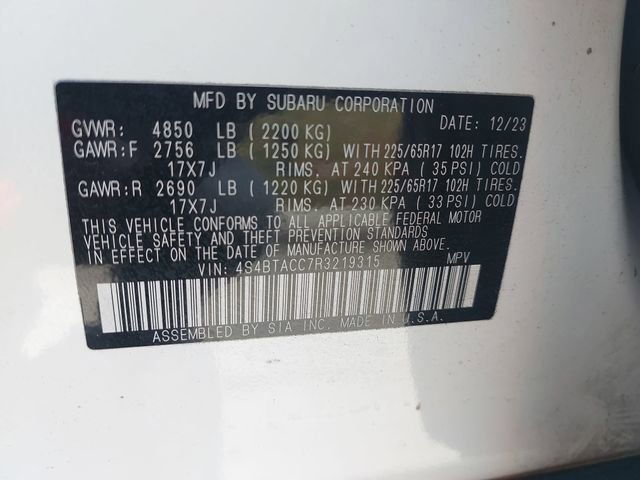 MFD BY SUBARU CORPORATION
GVWR: 4850 LB (2200 KG) DATE: 12/23
GAWR:F 2756 LB (1250 KG) WITH 225/65R17 102H TIRES.
17X7J RIMS. AT 240 KPA (35 PSI) COLD
GAWR:R 2690 LB (1220 KG) WITH 225/65R17 102H TIRES.
17X7J RIMS. AT 230 KPA (33 PSI) COLD
THIS VEHICLE CONFORMS TO ALL APPLICABLE FEDERAL MOTOR
VEHICLE SAFETY AND THEFT PREVENTION STANDARDS
IN EFFECT ON THE DATE OF MANUFACTURE SHOWN ABOVE.
VIN: 4S4BTACC7R3219315 MPV
ASSEMBLED BY SIA INC. MADE IN U.S.A.